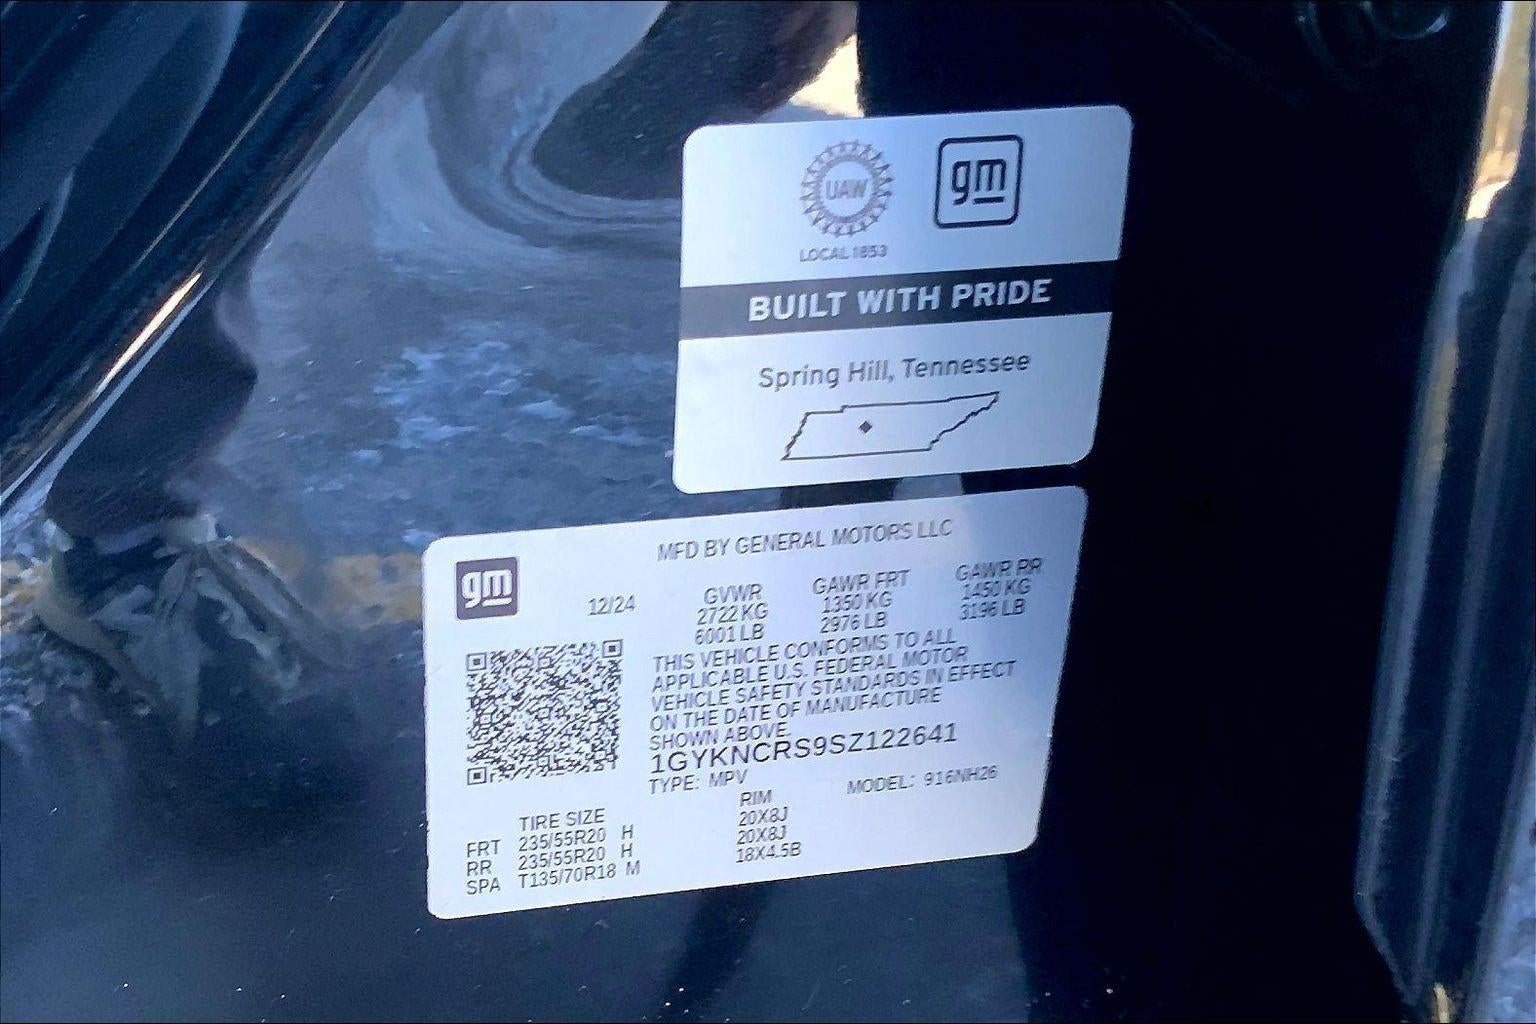 UAW
gm
LOCAL 1853
BUILT WITH PRIDE
Spring Hill, Tennessee
gm
MFD BY GENERAL MOTORS LLC
12/24
GVWR
2722 KG
6001 LB
GAWR FRT
1350 KG
2976 LB
GAWR RR
1450 KG
3196 LB
THIS VEHICLE CONFORMS TO ALL
APPLICABLE U.S. FEDERAL MOTOR
VEHICLE SAFETY STANDARDS IN EFFECT
ON THE DATE OF MANUFACTURE
SHOWN ABOVE.
1GYKNCRS9SZ122641
TYPE: MPV MODEL: 916NH26
TIRE SIZE RIM
FRT 235/55R20 H 20X8J
RR 235/55R20 H 20X8J
SPA T135/70R18 M 18X4.5B